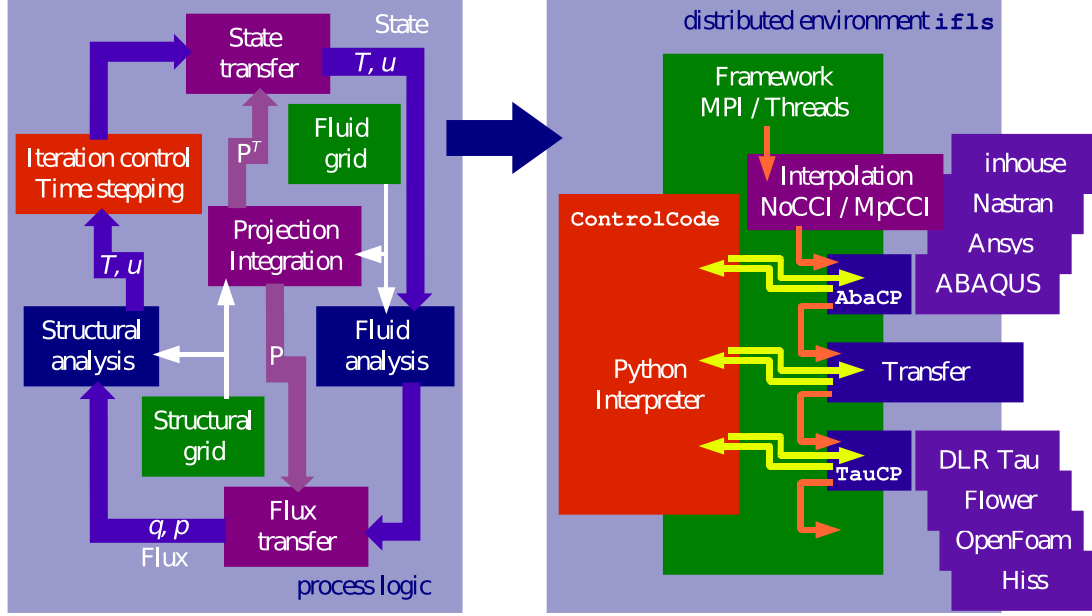 State
State
transfer
T, u
Fluid
grid
P^T
Iteration control
Time stepping
Projection
Integration
T, u
Structural
analysis
P
Fluid
analysis
Structural
grid
q, p
Flux
transfer
Flux
process logic
distributed environment ifls
Framework
MPI / Threads
Interpolation
NoCCI / MpCCI
inhouse
Nastran
Ansys
ABAQUS
ControlCode
AbaCP
Python
Interpreter
Transfer
TauCP
DLR Tau
Flower
OpenFoam
Hiss